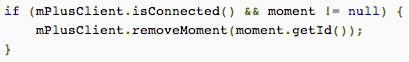 if (mPlusClient.isConnected() && moment != null) {
    mPlusClient.removeMoment(moment.getId());
}